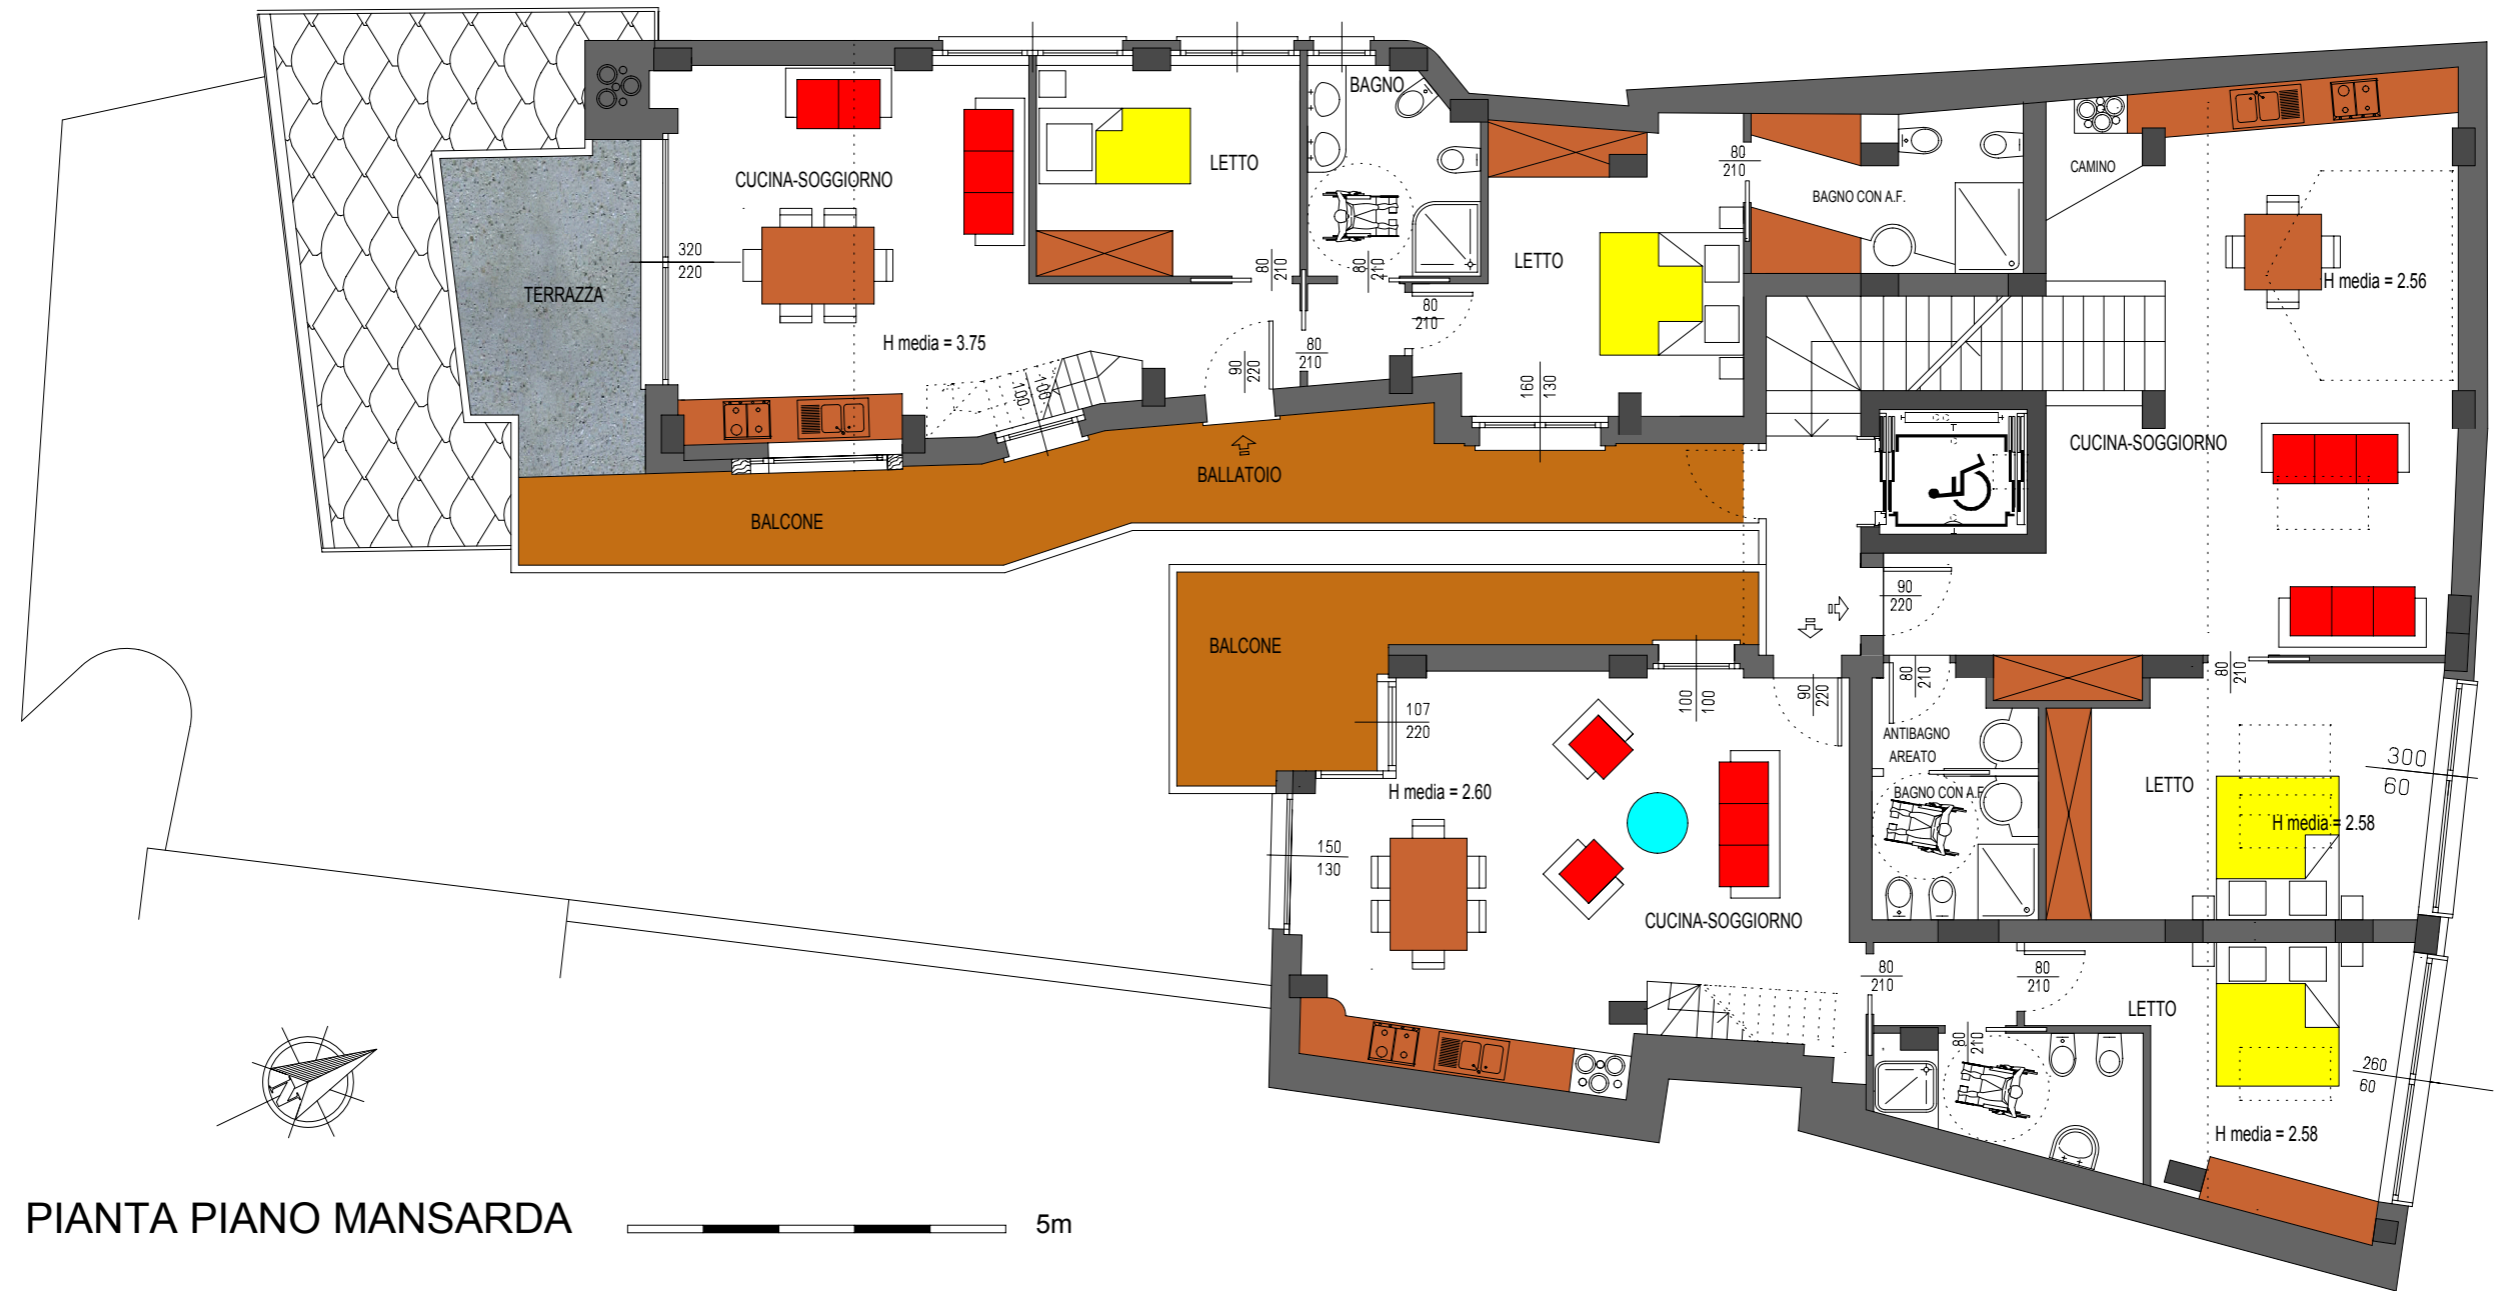 BAGNO
LETTO
CUCINA-SOGGIORNO
80
210
CAMINO
BAGNO CON A.F.
320
220
TERRAZZA
80
210
80
210
LETTO
H media = 2.56
80
210
H media = 3.75
90
220
80
210
100
100
160
130
CUCINA-SOGGIORNO
BALLATOIO
BALCONE
90
220
BALCONE
80
210
80
210
107
220
100
100
90
220
ANTIBAGNO
AREATO
300
60
LETTO
H media = 2.60
BAGNO CON A.F.
H media = 2.58
150
130
CUCINA-SOGGIORNO
80
210
80
210
LETTO
80
210
260
60
N
H media = 2.58
PIANTA PIANO MANSARDA
5m